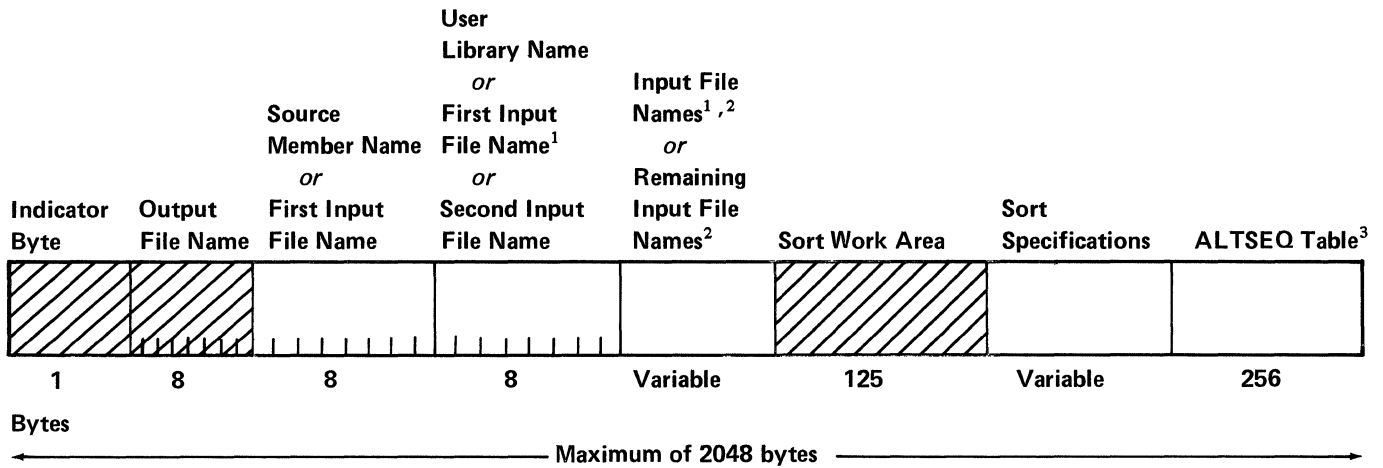 User
Library Name
or
First Input
File Name¹
or
Second Input
File Name
Input File
Names¹,²
or
Remaining
Input File
Names²
Source
Member Name
or
First Input
File Name
Indicator
Byte
Output
File Name
Sort Work Area
Sort
Specifications
ALTSEQ Table³
1
8
8
8
Variable
125
Variable
256
Bytes
Maximum of 2048 bytes